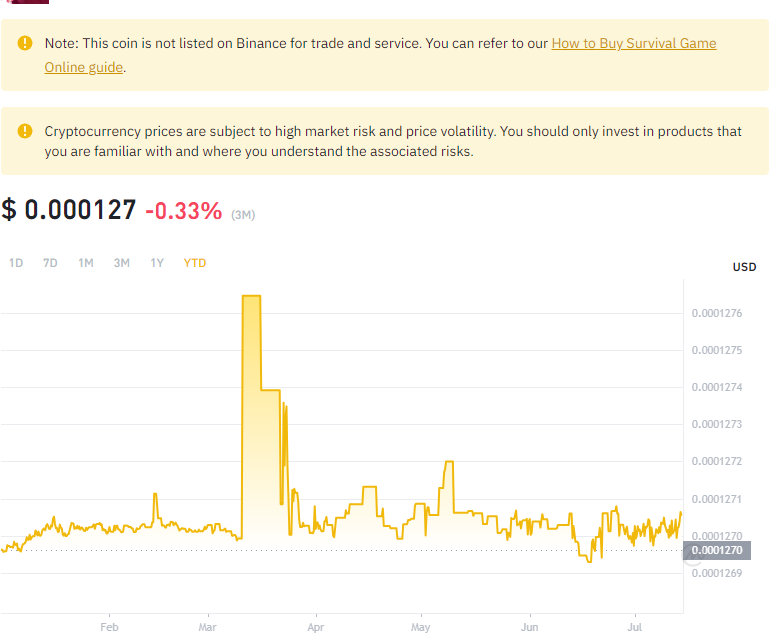 Note: This coin is not listed on Binance for trade and service. You can refer to our How to Buy Survival Game
Online guide.
Cryptocurrency prices are subject to high market risk and price volatility. You should only invest in products that
you are familiar with and where you understand the associated risks.
$ 0.000127 -0.33% (3M)
1D 7D 1M 3M 1Y YTD
USD
0.0001276
0.0001275
0.0001274
0.0001273
0.0001272
0.0001271
0.0001270
0.0001270
0.0001269
Feb Mar Apr May Jun Jul